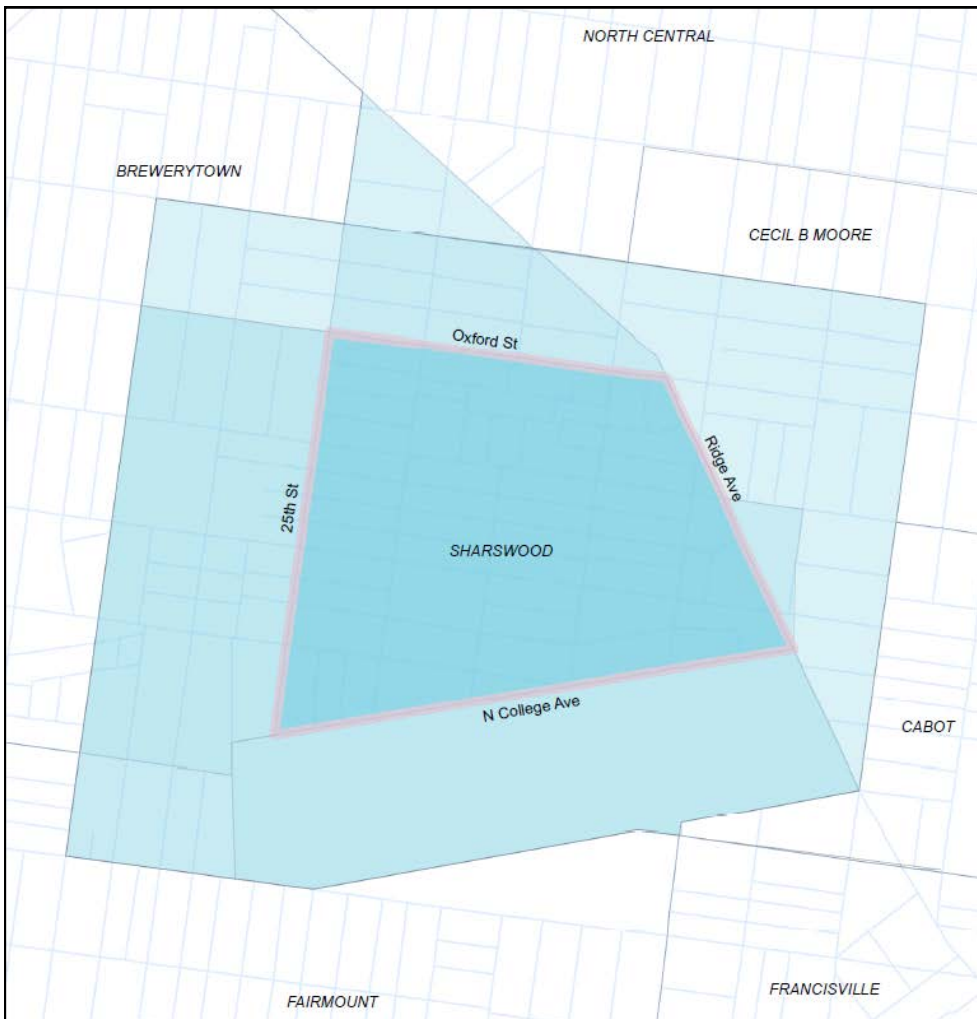 NORTH CENTRAL
BREWERYTOWN
CECIL B MOORE
Oxford St
Ridge Ave
25th St
SHARSWOOD
N College Ave
CABOT
FRANCISVILLE
FAIRMOUNT